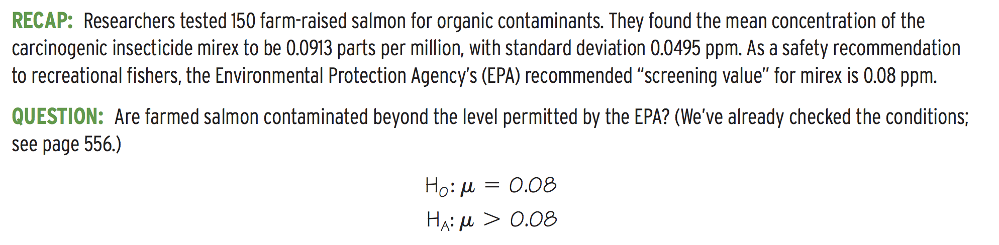 RECAP: Researchers tested 150 farm-raised salmon for organic contaminants. They found the mean concentration of the
carcinogenic insecticide mirex to be 0.0913 parts per million, with standard deviation 0.0495 ppm. As a safety recommendation
to recreational fishers, the Environmental Protection Agency’s (EPA) recommended “screening value” for mirex is 0.08 ppm.
QUESTION: Are farmed salmon contaminated beyond the level permitted by the EPA? (We’ve already checked the conditions;
see page 556.)
H₀: μ = 0.08
H_A: μ > 0.08